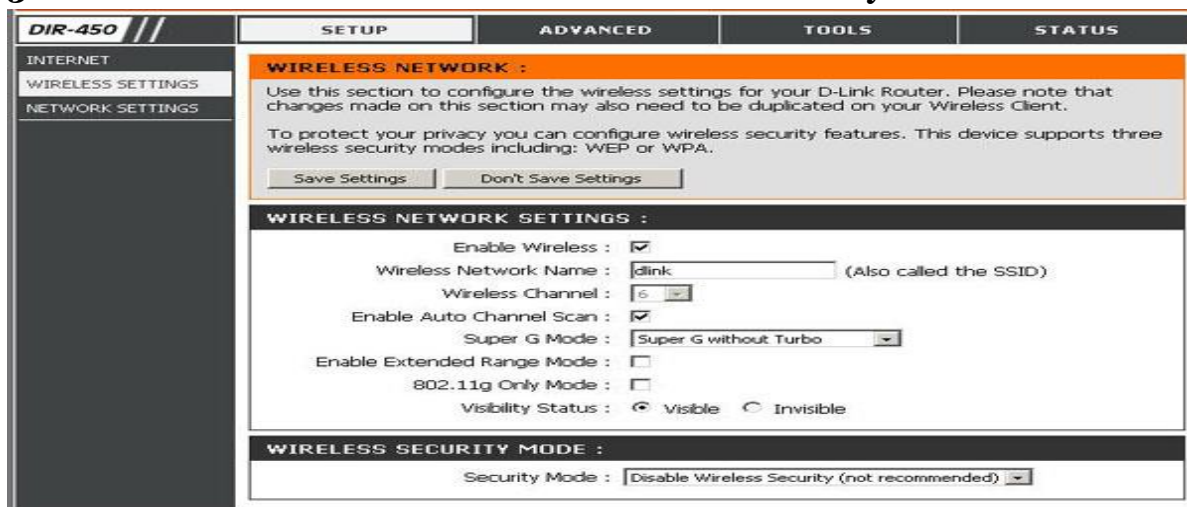 DIR-450
SETUP ADVANCED TOOLS STATUS
INTERNET
WIRELESS SETTINGS
NETWORK SETTINGS
WIRELESS NETWORK :
Use this section to configure the wireless settings for your D-Link Router. Please note that
changes made on this section may also need to be duplicated on your Wireless Client.
To protect your privacy you can configure wireless security features. This device supports three
wireless security modes including: WEP or WPA.
Save Settings Don't Save Settings
WIRELESS NETWORK SETTINGS :
Enable Wireless :
Wireless Network Name : dlink (Also called the SSID)
Wireless Channel : 6
Enable Auto Channel Scan :
Super G Mode : Super G without Turbo
Enable Extended Range Mode :
802.11g Only Mode :
Visibility Status : Visible Invisible
WIRELESS SECURITY MODE :
Security Mode : Disable Wireless Security (not recommended)